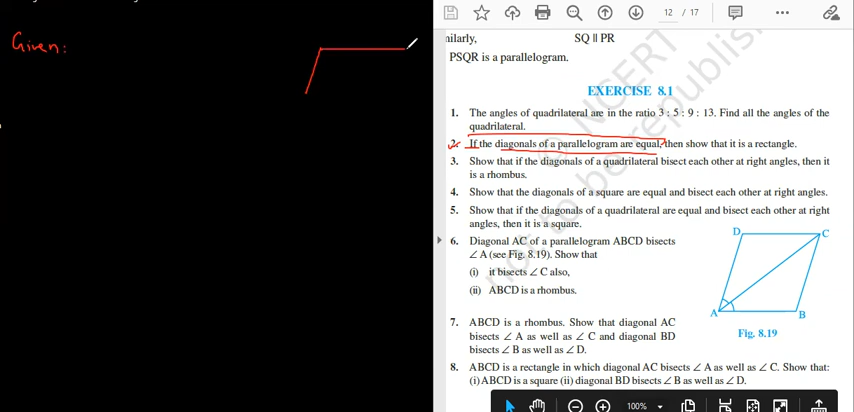 Given:
12 / 17
milarly, SQ || PR
PSQR is a parallelogram.
EXERCISE 8.1
1. The angles of quadrilateral are in the ratio 3 : 5 : 9 : 13. Find all the angles of the
quadrilateral.
2. If the diagonals of a parallelogram are equal, then show that it is a rectangle.
3. Show that if the diagonals of a quadrilateral bisect each other at right angles, then it
is a rhombus.
4. Show that the diagonals of a square are equal and bisect each other at right angles.
5. Show that if the diagonals of a quadrilateral are equal and bisect each other at right
angles, then it is a square.
6. Diagonal AC of a parallelogram ABCD bisects
∠ A (see Fig. 8.19). Show that
(i) it bisects ∠ C also,
(ii) ABCD is a rhombus.
D C
A B
Fig. 8.19
7. ABCD is a rhombus. Show that diagonal AC
bisects ∠ A as well as ∠ C and diagonal BD
bisects ∠ B as well as ∠ D.
8. ABCD is a rectangle in which diagonal AC bisects ∠ A as well as ∠ C. Show that:
(i) ABCD is a square (ii) diagonal BD bisects ∠ B as well as ∠ D.
© NCERT
not to be republish
100%